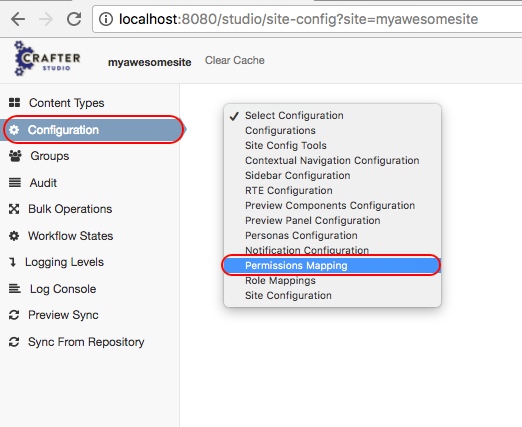 localhost:8080/studio/site-config?site=myawesomesite
CRAFTER
STUDIO
myawesomesite
Clear Cache
Content Types
Configuration
Groups
Audit
Bulk Operations
Workflow States
Logging Levels
Log Console
Preview Sync
Sync From Repository
Select Configuration
Configurations
Site Config Tools
Contextual Navigation Configuration
Sidebar Configuration
RTE Configuration
Preview Components Configuration
Preview Panel Configuration
Personas Configuration
Notification Configuration
Permissions Mapping
Role Mappings
Site Configuration